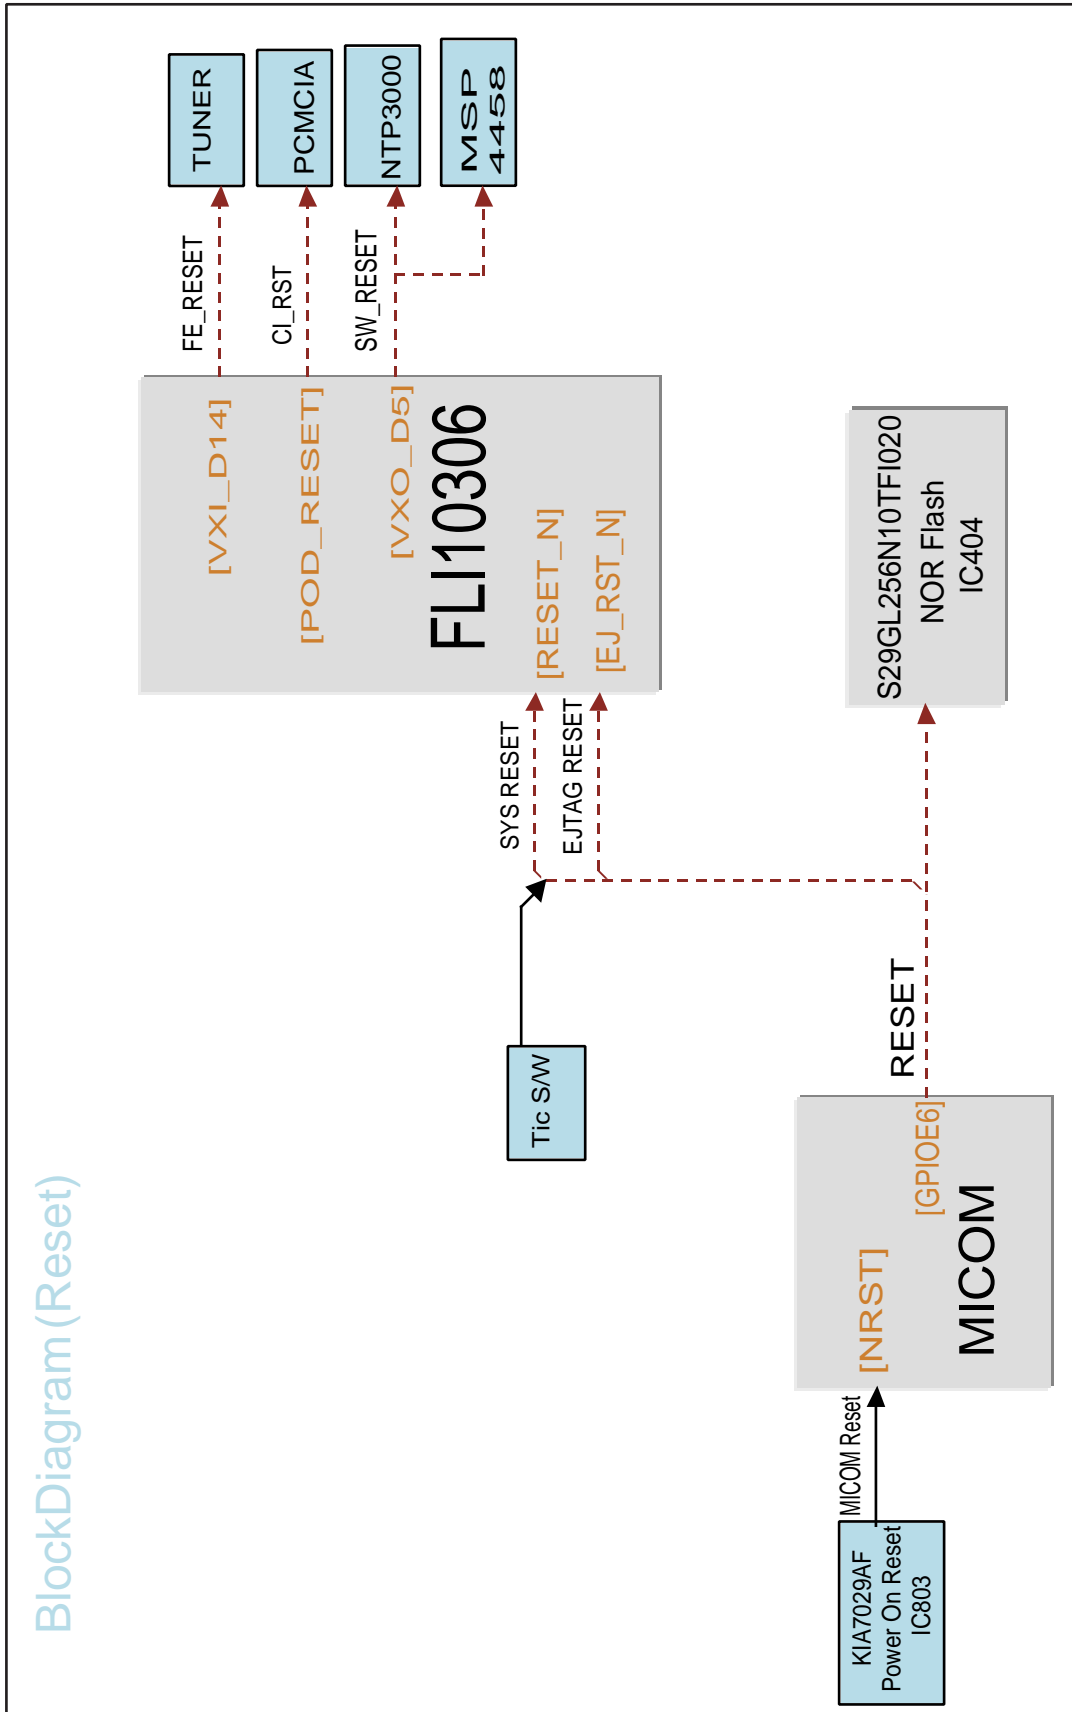 BlockDiagram(Reset)
TUNER
PCMCIA
NTP3000
MSP
4458
FE_RESET
CI_RST
SW_RESET
[VXI_D14]
[POD_RESET]
[VXO_D5]
FLI10306
[RESET_N]
[EJ_RST_N]
SYS RESET
EJTAG RESET
S29GL256N10TFI020
NOR Flash
IC404
Tic S/W
RESET
[GPIOE6]
[NRST]
MICOM
MICOM Reset
KIA7029AF
Power On Reset
IC803